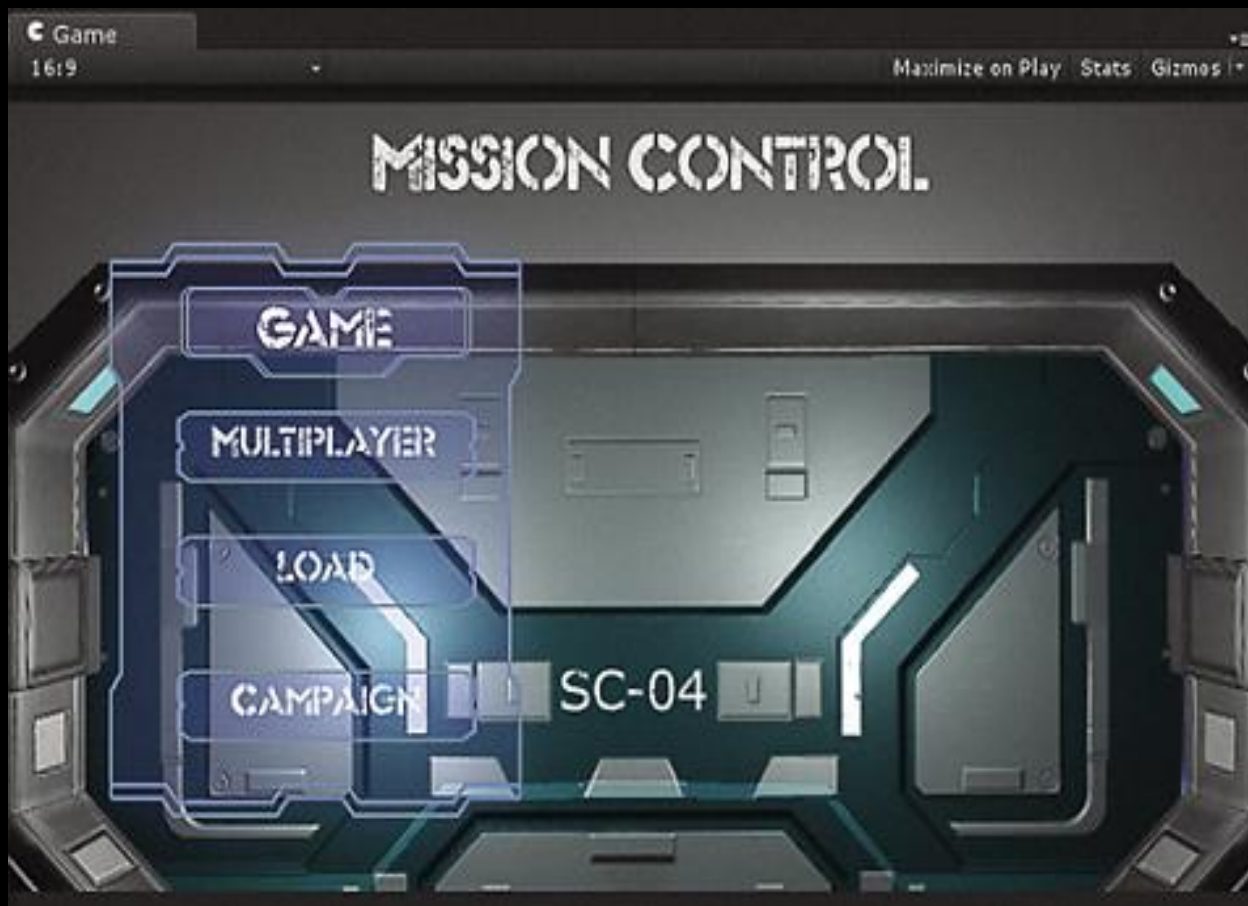 Game
16:9 Maximize on Play Stats Gizmos
MISSION CONTROL
GAME
MULTIPLAYER
LOAD
CAMPAIGN
SC-04